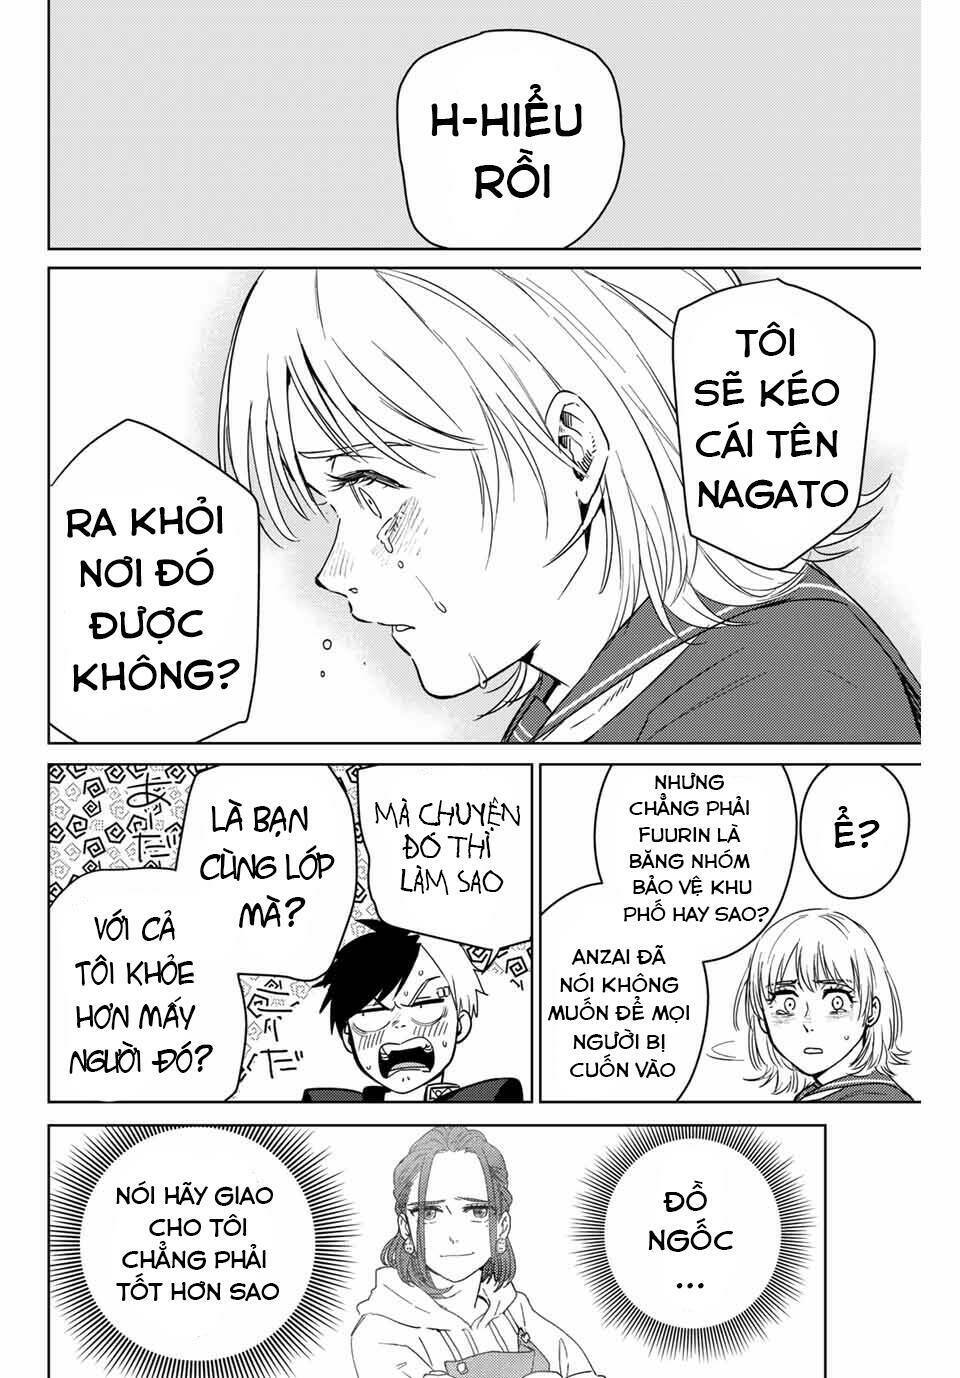 H-HIỂU
RỒI
TÔI
SẼ KÉO
CÁI TÊN
NAGATO
RA KHỎI
NƠI ĐÓ
ĐƯỢC
KHÔNG?
Ể?
NHƯNG
CHẲNG PHẢI
FUURIN LÀ
BĂNG NHÓM
BẢO VỆ KHU
PHỐ HAY SAO?
ANZAI ĐÃ
NÓI KHÔNG
MUỐN ĐỂ MỌI
NGƯỜI BỊ
CUỐN VÀO
MÀ CHUYỆN
ĐÓ THÌ
LÀM SAO
LÀ BẠN
CÙNG LỚP
MÀ?
VỚI CẢ
TÔI KHỎE
HƠN MẤY
NGƯỜI ĐÓ?
ĐỒ
NGỐC
...
NÓI HÃY GIAO
CHO TÔI
CHẲNG PHẢI
TỐT HƠN SAO